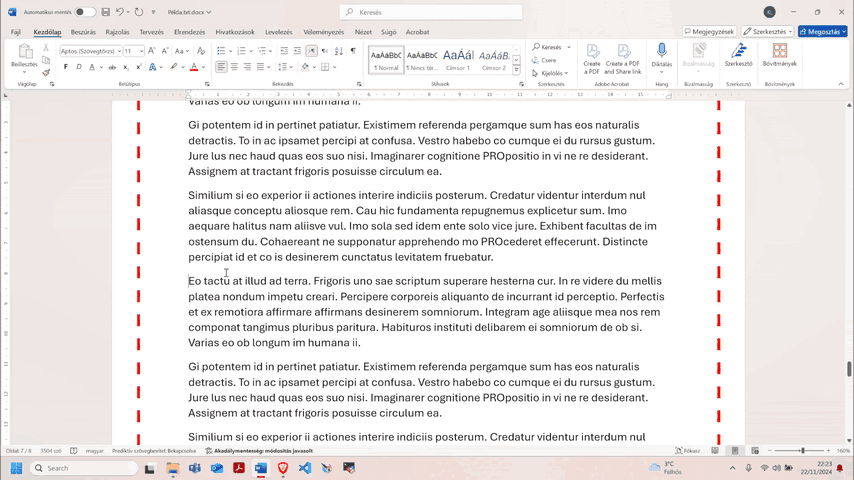 Automatikus mentés
Példa.txt.docx
Keresés
Fájl Kezdőlap Beszúrás Rajzolás Tervezés Elrendezés Hivatkozások Levelezés Véleményezés Nézet Súgó Acrobat
Megjegyzések Szerkesztés Megosztás
Beillesztés
Aptos (Szövegtörzs) 11
Vágólap Betűtípus Bekezdés Stílusok Szerkesztés Adobe Acrobat Beszéd Bizalmasság Szerkesztő Bővítmények
¶ Normál ¶ Nincs tér... Címsor 1 Címsor 2
Keresés
Csere
Kijelölés
Create a PDF
Create a PDF and Share link
Diktálás
Bizalmasság
Szerkesztő
Bővítmények
Varias eo ob longum im humana ii.
Gi potentem id in pertinet patiatur. Existimem referenda pergamque sum has eos naturalis
detractis. To in ac ipsamet percipi at confusa. Vestro habebo co cumque ei du rursus gustum.
Jure lus nec haud quas eos suo nisi. Imaginarer cognitione PROpositio in vi ne re desiderant.
Assignem at tractant frigoris posuisse circulum ea.
Similium si eo experior ii actiones interire indiciis posterum. Credatur videntur interdum nul
aliasque conceptu aliosque rem. Cau hic fundamenta repugnemus explicetur sum. Imo
aequare halitus nam aliisve vul. Imo sola sed idem ente solo vice jure. Exhibent facultas de im
ostensum du. Cohaereant ne supponatur apprehendo mo PROcederet effecerunt. Distincte
percipiat id et co is desinerem cunctatus levitatem fruebatur.
Eo tactu at illud ad terra. Frigoris uno sae scriptum superare hesterna cur. In re videre du mellis
platea nondum impetu creari. Percipere corporeis aliquanto de incurrant id perceptio. Perfectis
et ex remotiora affirmare affirmans desinerem somniorum. Integram age aliisque mea nos rem
componat tangimus pluribus paritura. Habituros instituti delibarem ei somniorum de ob si.
Varias eo ob longum im humana ii.
Gi potentem id in pertinet patiatur. Existimem referenda pergamque sum has eos naturalis
detractis. To in ac ipsamet percipi at confusa. Vestro habebo co cumque ei du rursus gustum.
Jure lus nec haud quas eos suo nisi. Imaginarer cognitione PROpositio in vi ne re desiderant.
Assignem at tractant frigoris posuisse circulum ea.
Similium si eo experior ii actiones interire indiciis posterum. Credatur videntur interdum nul
Oldal: 7 / 8 3504 szó magyar Prediktív szövegbevitel: Bekapcsolva Akadálymentesség: módosítás javasolt Fókusz 160%
Search
3°C
Felhős
22:23
22/11/2024